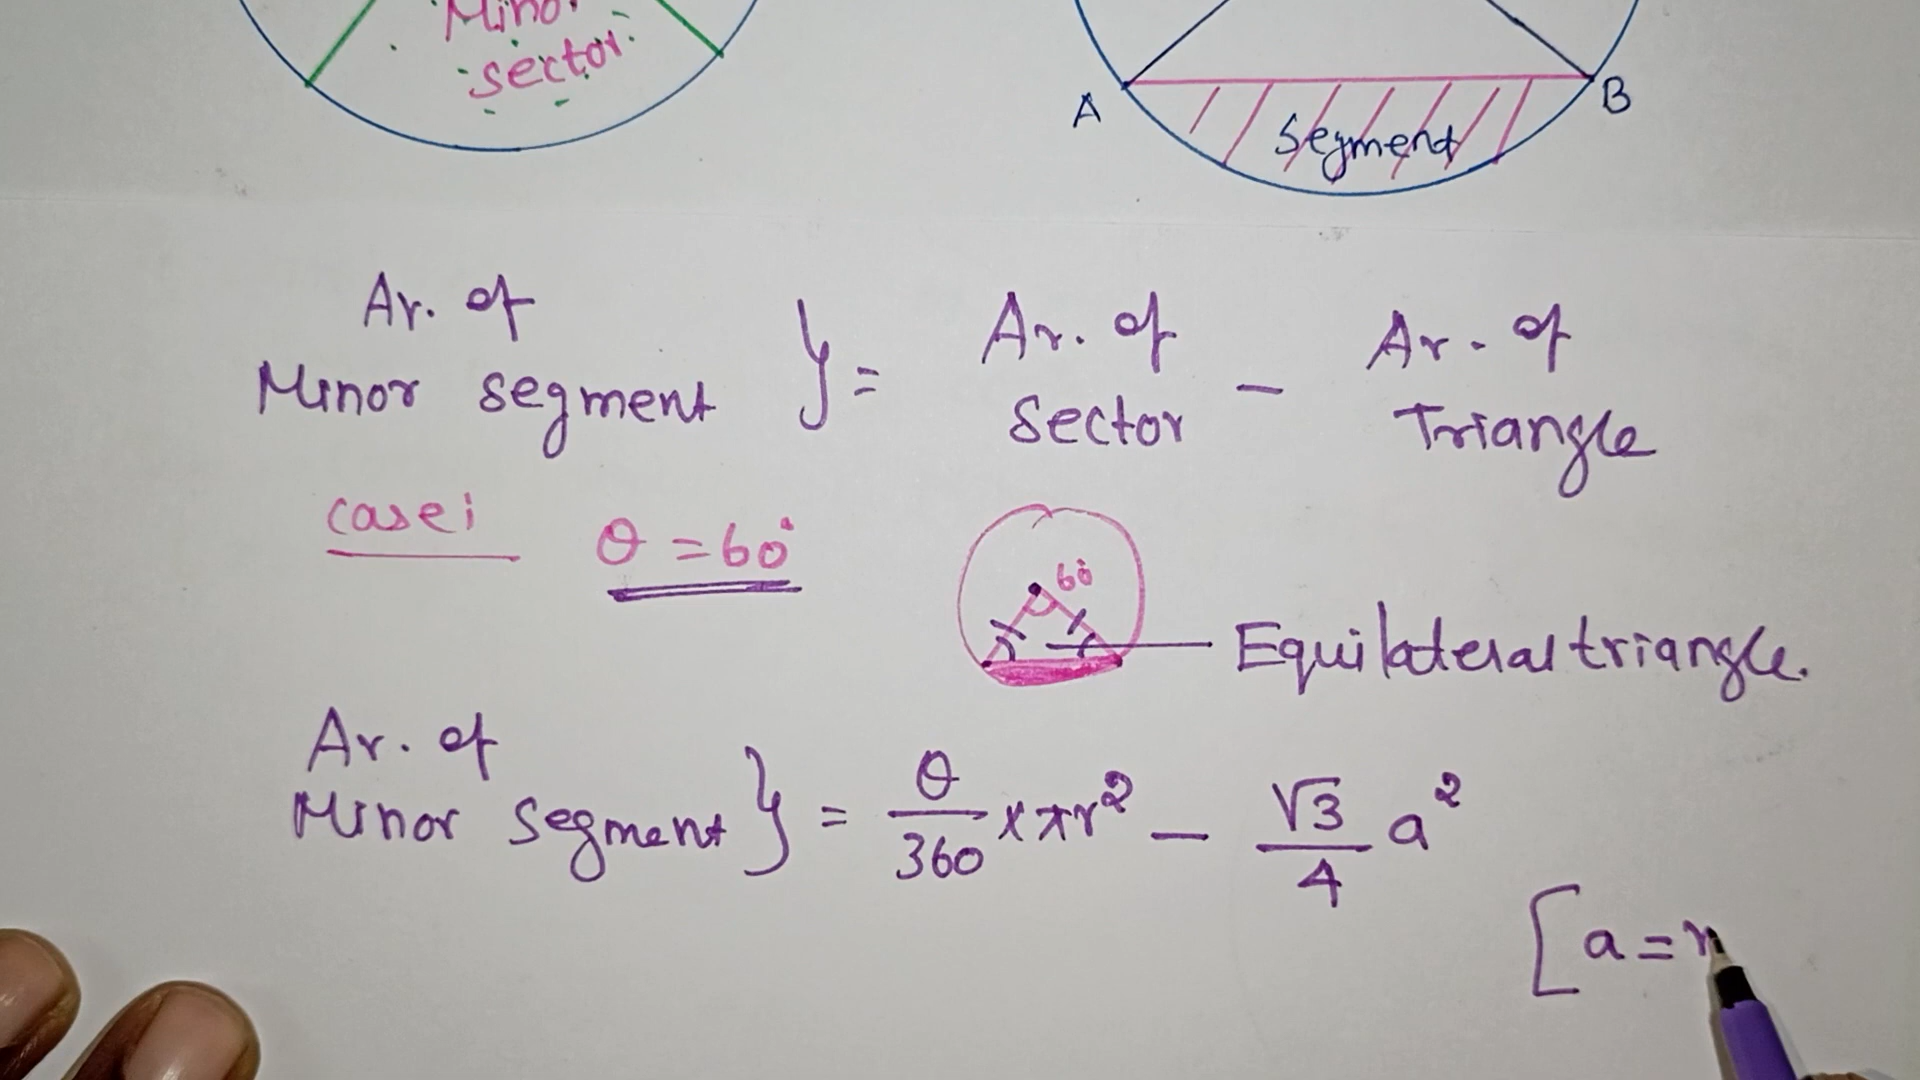 Minor
sector
A
B
Segment
Ar. of
Minor segment } = Ar. of sector - Ar. of Triangle
case i θ = 60°
60°
Equilateral triangle.
Ar. of
Minor segment } = θ/360 × πr² - √3/4 a²
[a = r